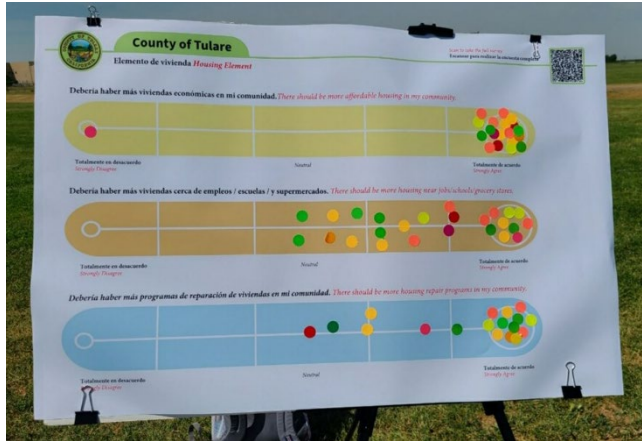 County of Tulare
Elemento de vivienda Housing Element
Scan to take the full survey
Escanear para realizar la encuesta completa
Debería haber más viviendas económicas en mi comunidad. There should be more affordable housing in my community.
Totalmente en desacuerdo
Strongly Disagree
Neutral
Totalmente de acuerdo
Strongly Agree
Debería haber más viviendas cerca de empleos / escuelas / y supermercados. There should be more housing near jobs/schools/grocery stores.
Totalmente en desacuerdo
Strongly Disagree
Neutral
Totalmente de acuerdo
Strongly Agree
Debería haber más programas de reparación de viviendas en mi comunidad. There should be more housing repair programs in my community.
Totalmente en desacuerdo
Strongly Disagree
Neutral
Totalmente de acuerdo
Strongly Agree